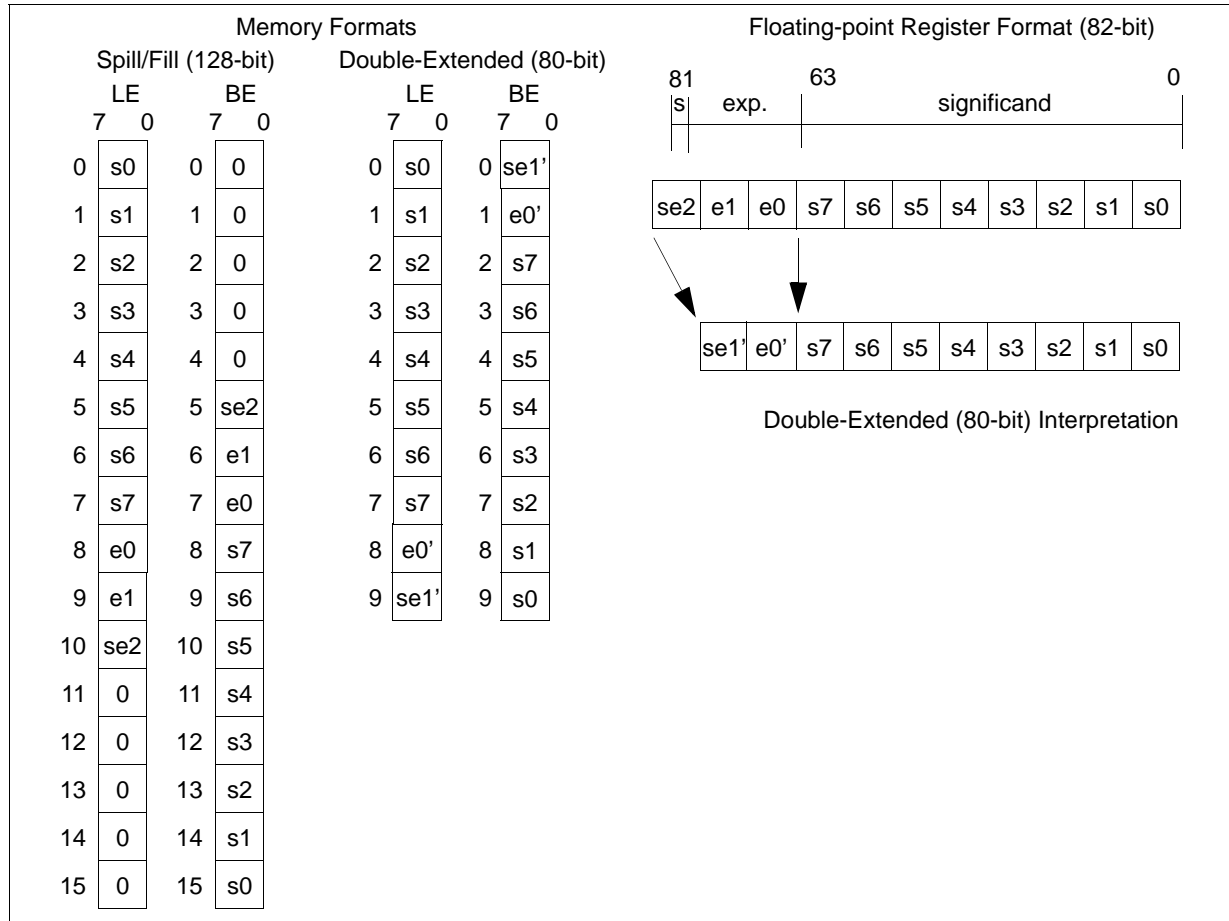 Memory Formats
Spill/Fill (128-bit) Double-Extended (80-bit)
LE BE LE BE
7 0 7 0 7 0 7 0
0 s0 0 0 0 s0 0 se1'
1 s1 1 0 1 s1 1 e0'
2 s2 2 0 2 s2 2 s7
3 s3 3 0 3 s3 3 s6
4 s4 4 0 4 s4 4 s5
5 s5 5 se2 5 s5 5 s4
6 s6 6 e1 6 s6 6 s3
7 s7 7 e0 7 s7 7 s2
8 e0 8 s7 8 e0' 8 s1
9 e1 9 s6 9 se1' 9 s0
10 se2 10 s5
11 0 11 s4
12 0 12 s3
13 0 13 s2
14 0 14 s1
15 0 15 s0
Floating-point Register Format (82-bit)
81 63 0
s exp. significand
se2 e1 e0 s7 s6 s5 s4 s3 s2 s1 s0
se1' e0' s7 s6 s5 s4 s3 s2 s1 s0
Double-Extended (80-bit) Interpretation